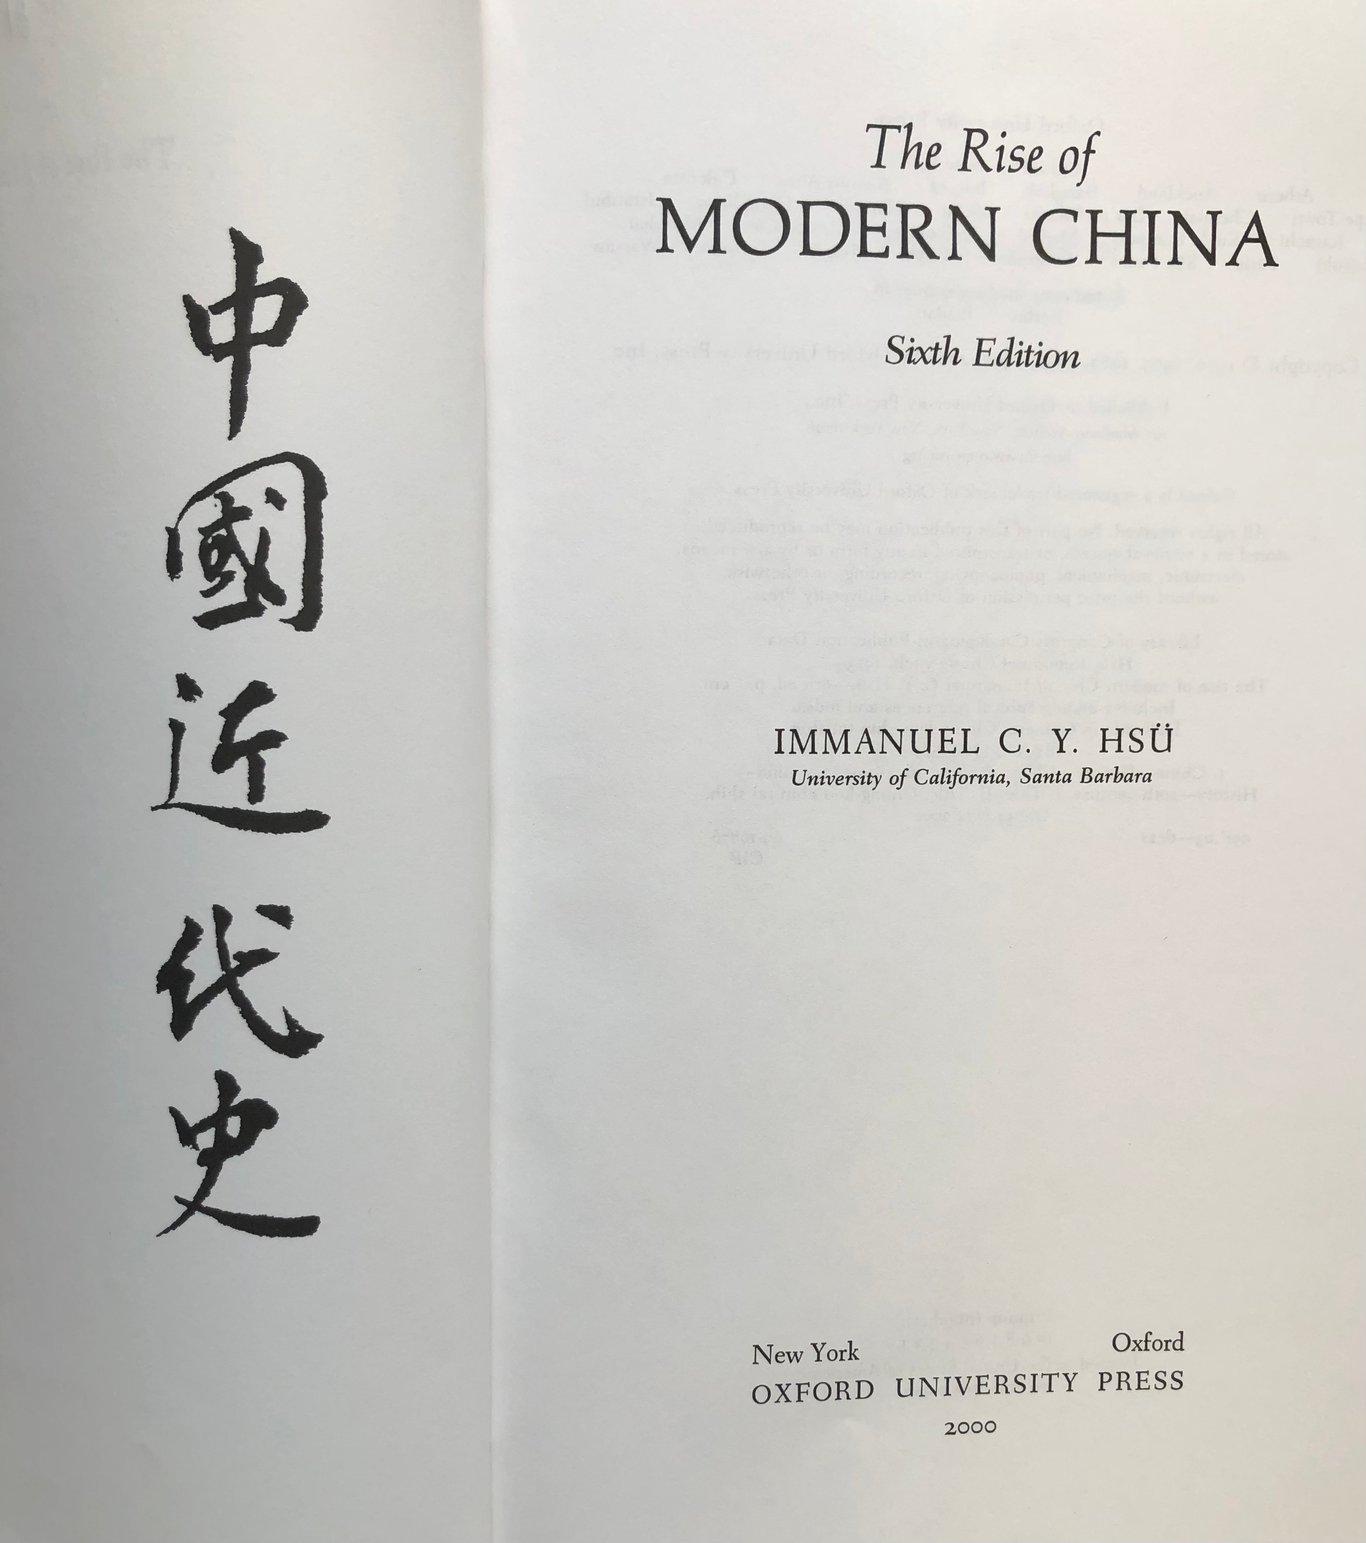 中國近代史
The Rise of
MODERN CHINA
Sixth Edition
IMMANUEL C. Y. HSÜ
University of California, Santa Barbara
New York Oxford
OXFORD UNIVERSITY PRESS
2000